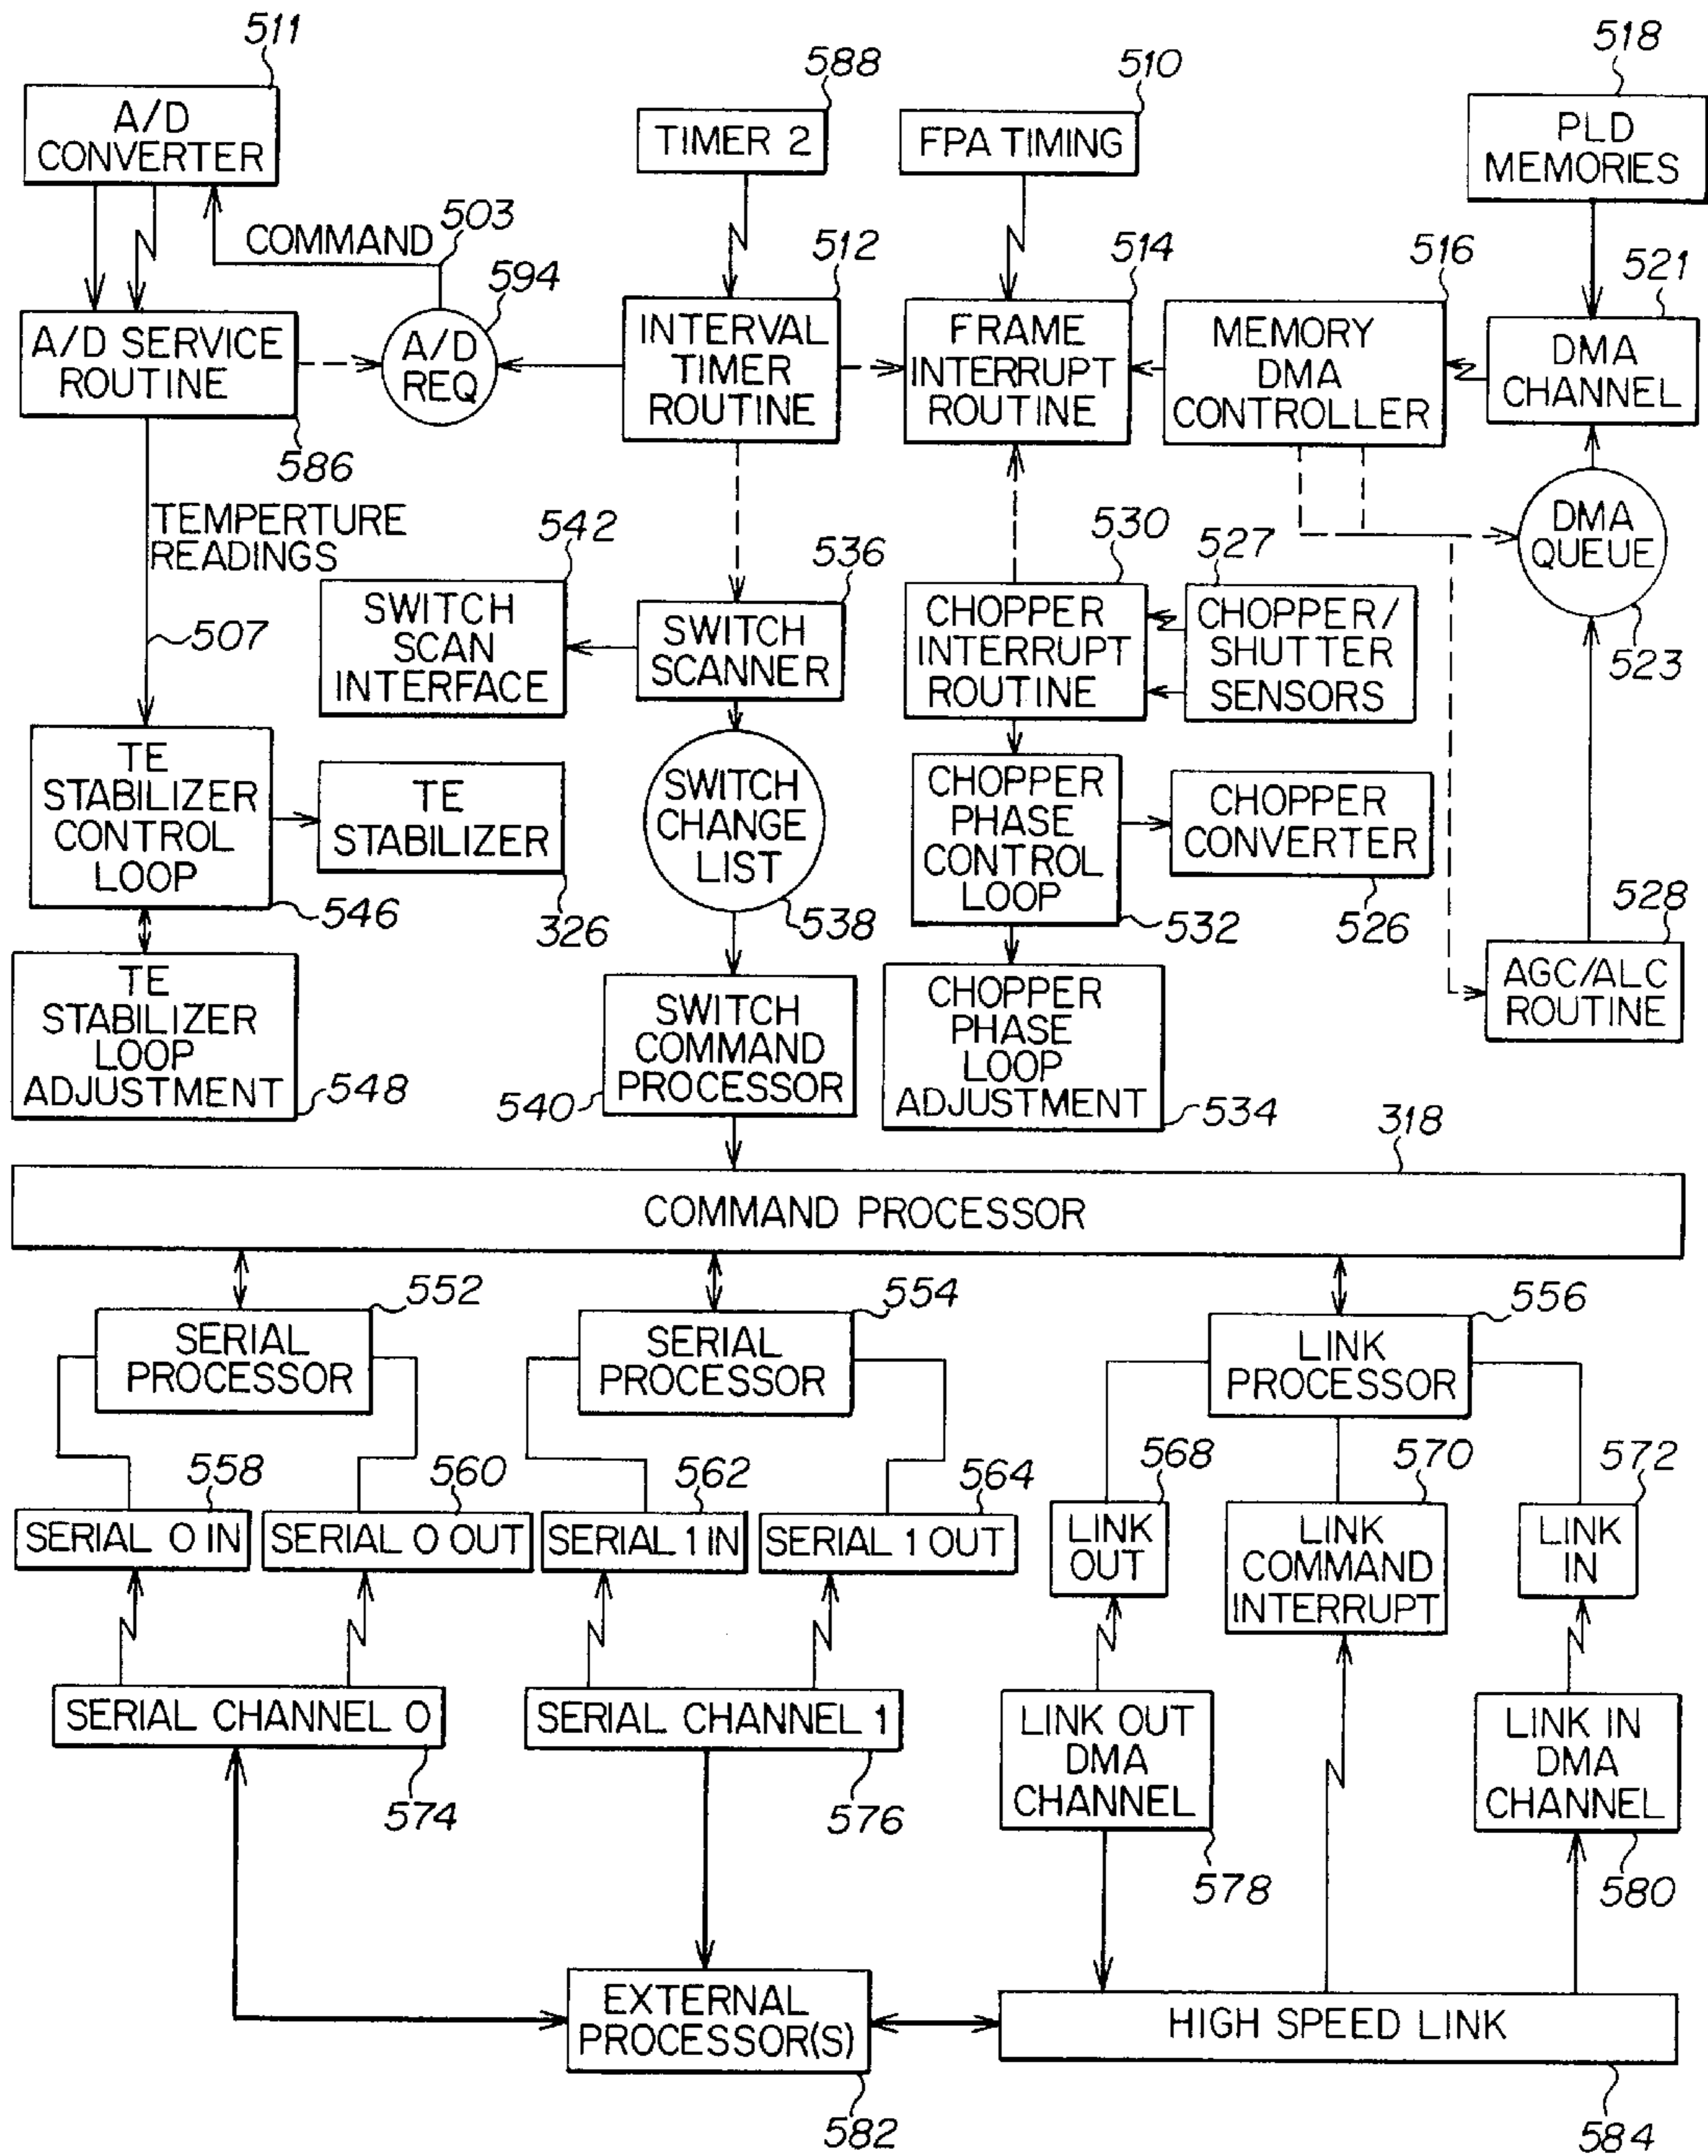 511
588
510
518
A/D
CONVERTER
TIMER 2
FPA TIMING
PLD
MEMORIES
COMMAND
503
594
512
514
516
521
A/D SERVICE
ROUTINE
A/D
REQ
INTERVAL
TIMER
ROUTINE
FRAME
INTERRUPT
ROUTINE
MEMORY
DMA
CONTROLLER
DMA
CHANNEL
586
TEMPERTURE
READINGS
542
536
530
527
DMA
QUEUE
523
507
SWITCH
SCAN
INTERFACE
SWITCH
SCANNER
CHOPPER
INTERRUPT
ROUTINE
CHOPPER/
SHUTTER
SENSORS
TE
STABILIZER
CONTROL
LOOP
TE
STABILIZER
SWITCH
CHANGE
LIST
CHOPPER
PHASE
CONTROL
LOOP
CHOPPER
CONVERTER
546
326
538
532
526
528
TE
STABILIZER
LOOP
ADJUSTMENT
SWITCH
COMMAND
PROCESSOR
CHOPPER
PHASE
LOOP
ADJUSTMENT
AGC/ALC
ROUTINE
548
540
534
318
COMMAND PROCESSOR
552
554
556
SERIAL
PROCESSOR
SERIAL
PROCESSOR
LINK
PROCESSOR
558
560
562
564
568
570
572
SERIAL 0 IN
SERIAL 0 OUT
SERIAL 1 IN
SERIAL 1 OUT
LINK
OUT
LINK
COMMAND
INTERRUPT
LINK
IN
SERIAL CHANNEL 0
SERIAL CHANNEL 1
LINK OUT
DMA
CHANNEL
LINK IN
DMA
CHANNEL
574
576
578
580
EXTERNAL
PROCESSOR(S)
HIGH SPEED LINK
582
584